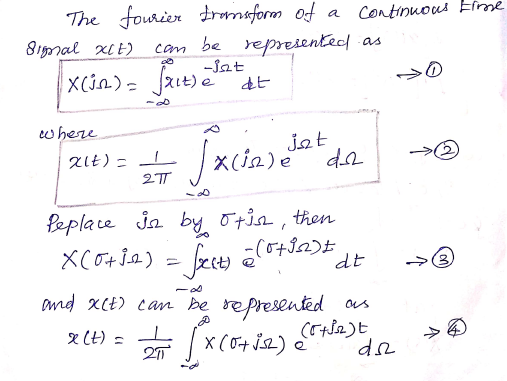 The fourier transform of a continuous time
signal x(t) can be represented as
X(jΩ) = ∫_{-∞}^{∞} x(t) e^{-jΩt} dt → ①
where
x(t) = 1/2π ∫_{-∞}^{∞} X(jΩ) e^{jΩt} dΩ → ②
Replace jΩ by σ+jΩ, then
X(σ+jΩ) = ∫_{-∞}^{∞} x(t) e^{-(σ+jΩ)t} dt → ③
and x(t) can be represented as
x(t) = 1/2π ∫_{-∞}^{∞} X(σ+jΩ) e^{(σ+jΩ)t} dΩ → ④